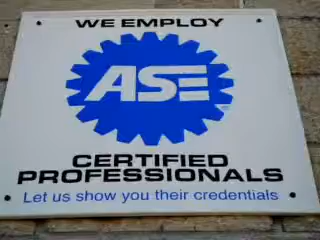 WE EMPLOY
ASE
CERTIFIED
PROFESSIONALS
Let us show you their credentials